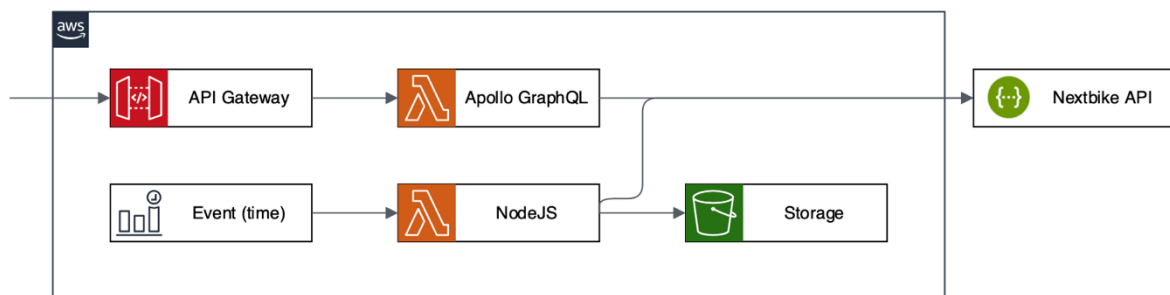 aws
API Gateway
Apollo GraphQL
Nextbike API
Event (time)
NodeJS
Storage